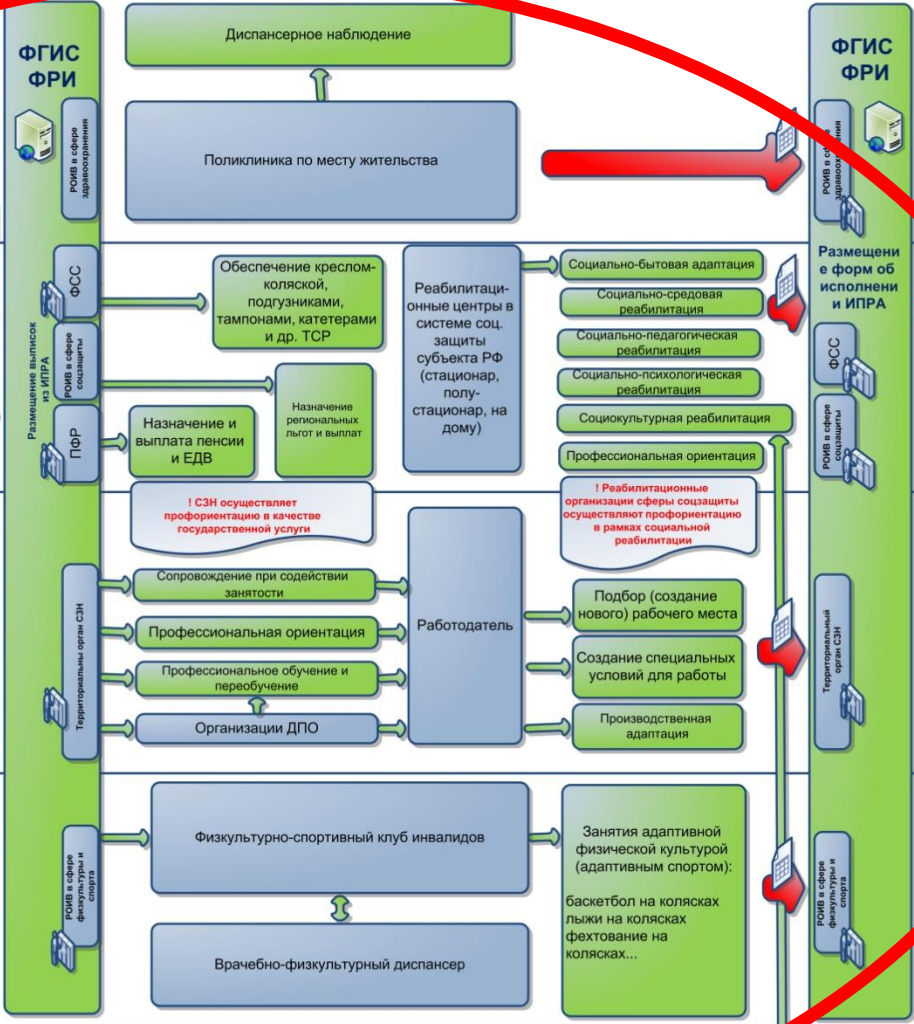 ФГИС
ФРИ
РОИВ в сфере
здравоохранения
Размещение выписок
из ИПРА
ФСС
РОИВ в сфере
соцзащиты
ПФР
Территориальны орган СЗН
РОИВ в сфере
физкультуры и
спорта
Диспансерное наблюдение
Поликлиника по месту жительства
Обеспечение креслом-
коляской,
подгузниками,
тампонами, катетерами
и др. ТСР
Назначение
региональных
льгот и выплат
Назначение и
выплата пенсии
и ЕДВ
Реабилитаци-
онные центры в
системе соц.
защиты
субъекта РФ
(стационар,
полу-
стационар, на
дому)
Социально-бытовая адаптация
Социально-средовая
реабилитация
Социально-педагогическая
реабилитация
Социально-психологическая
реабилитация
Социокультурная реабилитация
Профессиональная ориентация
! СЗН осуществляет
профориентацию в качестве
государственной услуги
! Реабилитационные
организации сферы соцзащиты
осуществляют профориентацию
в рамках социальной
реабилитации
Сопровождение при содействии
занятости
Профессиональная ориентация
Профессиональное обучение и
переобучение
Организации ДПО
Работодатель
Подбор (создание
нового) рабочего места
Создание специальных
условий для работы
Производственная
адаптация
Физкультурно-спортивный клуб инвалидов
Врачебно-физкультурный диспансер
Занятия адаптивной
физической культурой
(адаптивным спортом):
баскетбол на колясках
лыжи на колясках
фехтование на
колясках...
ФГИС
ФРИ
РОИВ в сфере
здравоохранения
Размещени
е форм об
исполнени
и ИПРА
ФСС
РОИВ в сфере
соцзащиты
Территориальный
орган СЗН
РОИВ в сфере
физкультуры и
спорта